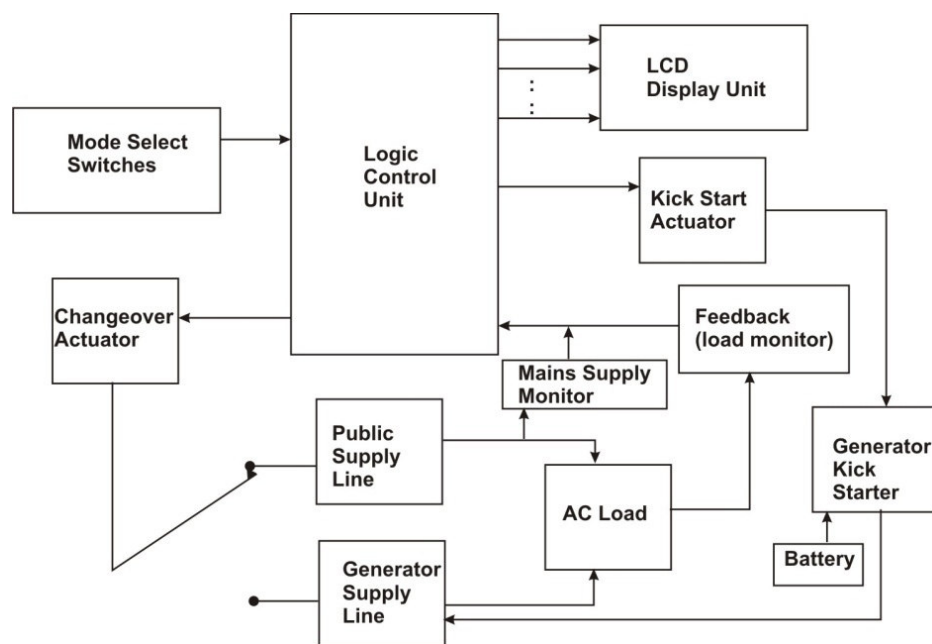 LCD
Display Unit
Mode Select
Switches
Logic
Control
Unit
Kick Start
Actuator
Changeover
Actuator
Feedback
(load monitor)
Mains Supply
Monitor
Public
Supply
Line
Generator
Kick
Starter
AC Load
Battery
Generator
Supply
Line